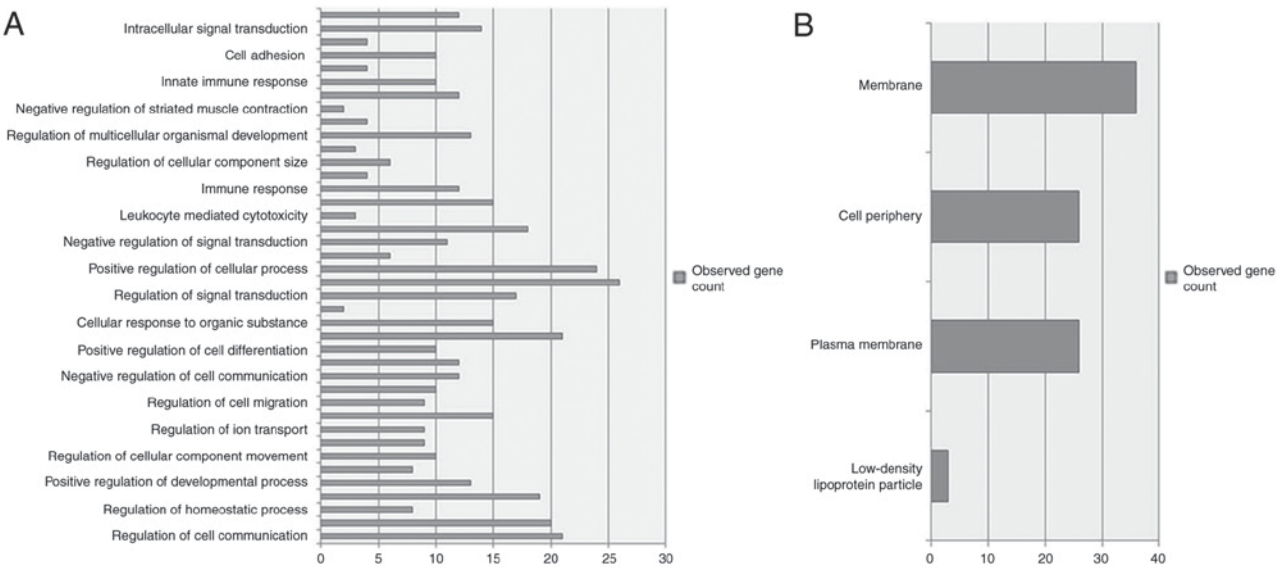 A
Intracellular signal transduction
Cell adhesion
Innate immune response
Negative regulation of striated muscle contraction
Regulation of multicellular organismal development
Regulation of cellular component size
Immune response
Leukocyte mediated cytotoxicity
Negative regulation of signal transduction
Positive regulation of cellular process
Regulation of signal transduction
Cellular response to organic substance
Positive regulation of cell differentiation
Negative regulation of cell communication
Regulation of cell migration
Regulation of ion transport
Regulation of cellular component movement
Positive regulation of developmental process
Regulation of homeostatic process
Regulation of cell communication
0 5 10 15 20 25 30
Observed gene
count
B
Membrane
Cell periphery
Plasma membrane
Low-density
lipoprotein particle
0 10 20 30 40
Observed gene
count